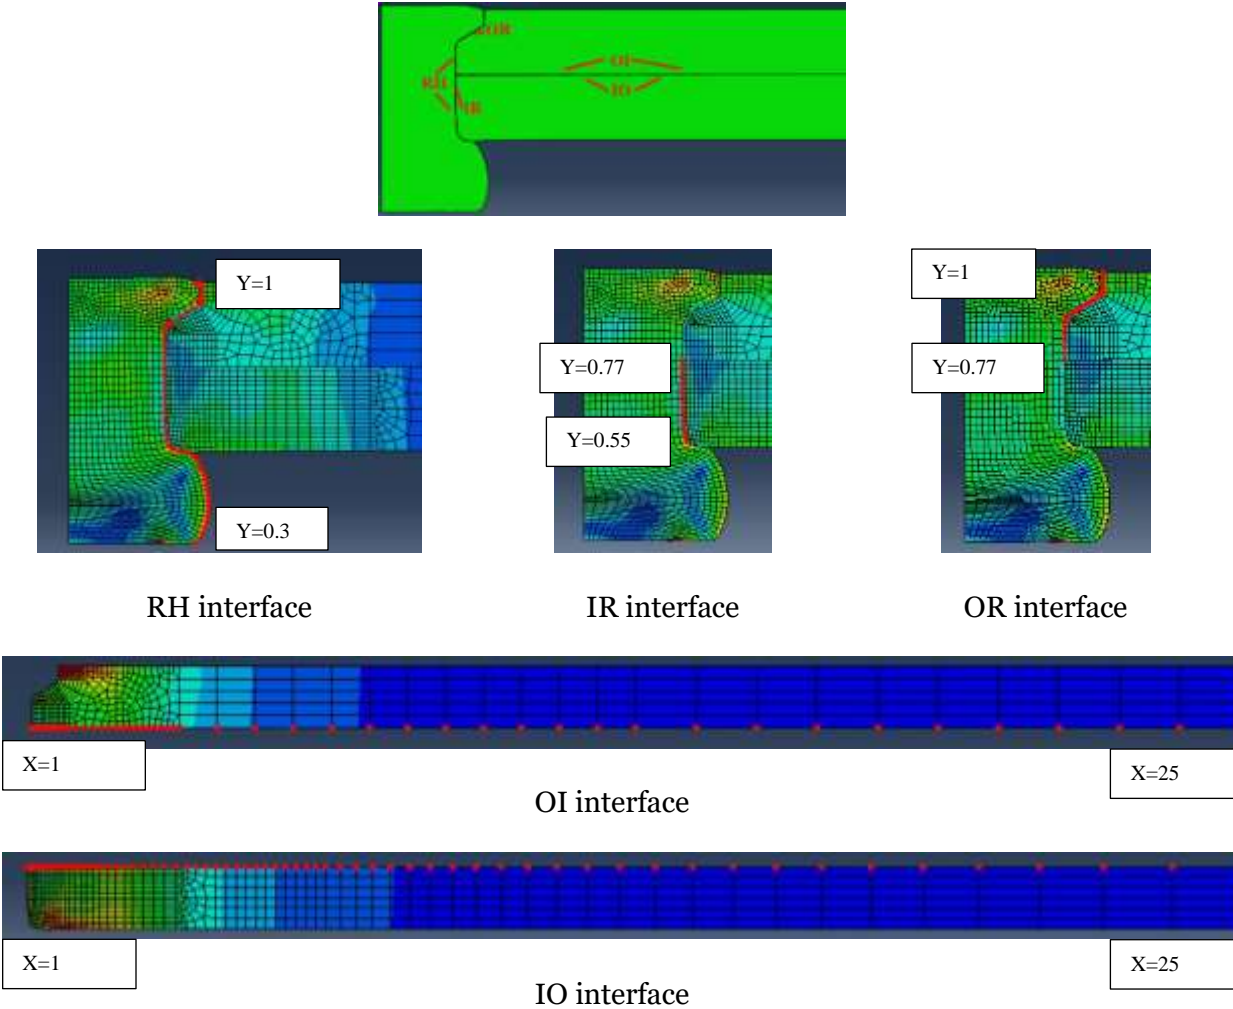 OR
OI
RH
IO
IR
Y=1
Y=1
Y=0.77
Y=0.77
Y=0.55
Y=0.3
RH interface
IR interface
OR interface
X=1
X=25
OI interface
X=1
X=25
IO interface